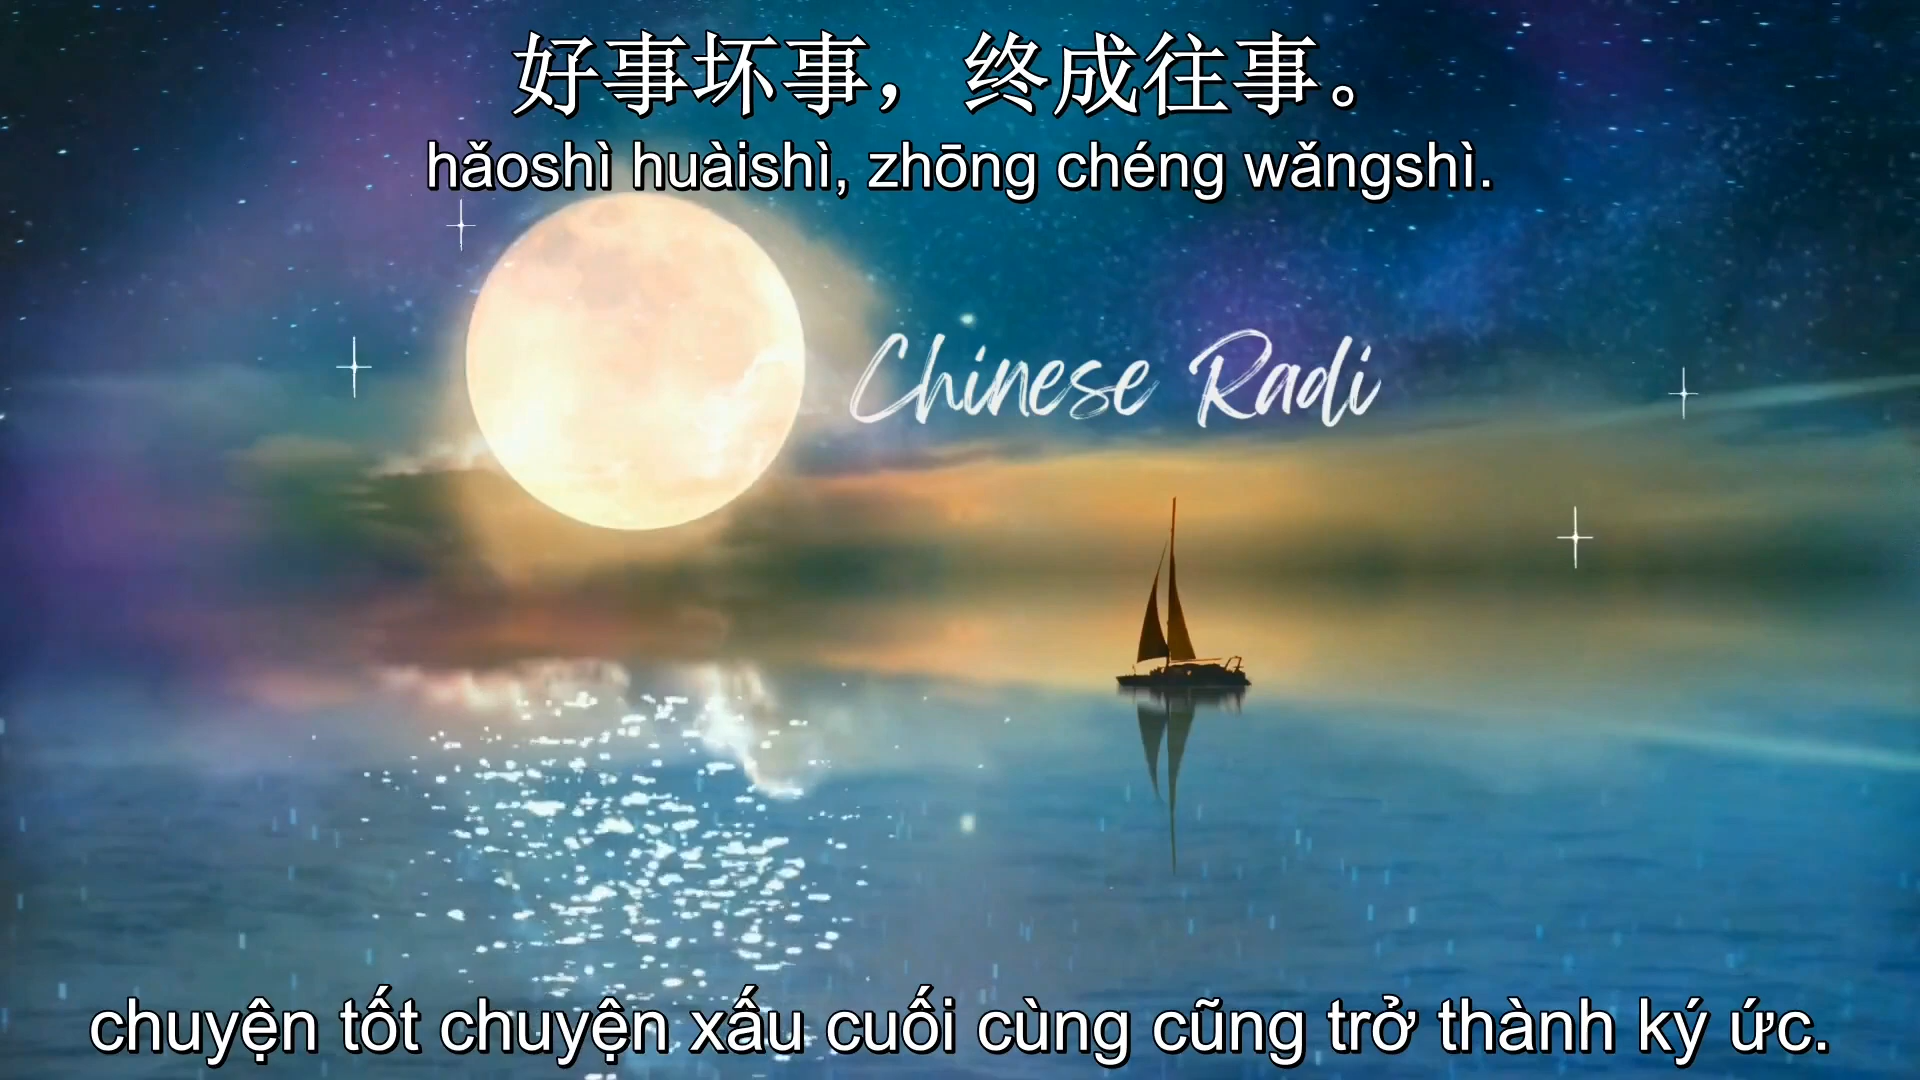 好事坏事，终成往事。
hǎoshì huàishì, zhōng chéng wǎngshì.
Chinese Radi
chuyện tốt chuyện xấu cuối cùng cũng trở thành ký ức.